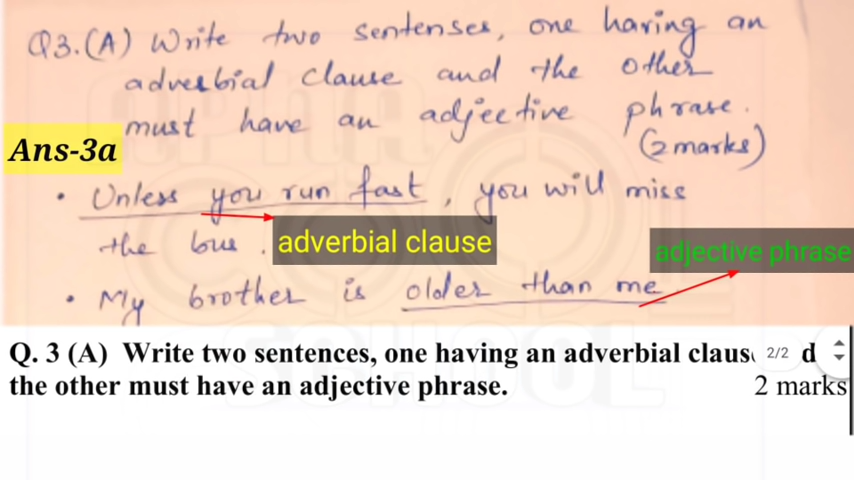 Q3.(A) Write two sentenses, one having an
adverbial clause and the other
must have an adjective phrase.
(2 marks)
Ans-3a
• Unless you run fast, you will miss
the bus.
adverbial clause
adjective phrase
• My brother is older than me.
Q. 3 (A) Write two sentences, one having an adverbial claus 2/2 d
the other must have an adjective phrase. 2 marks